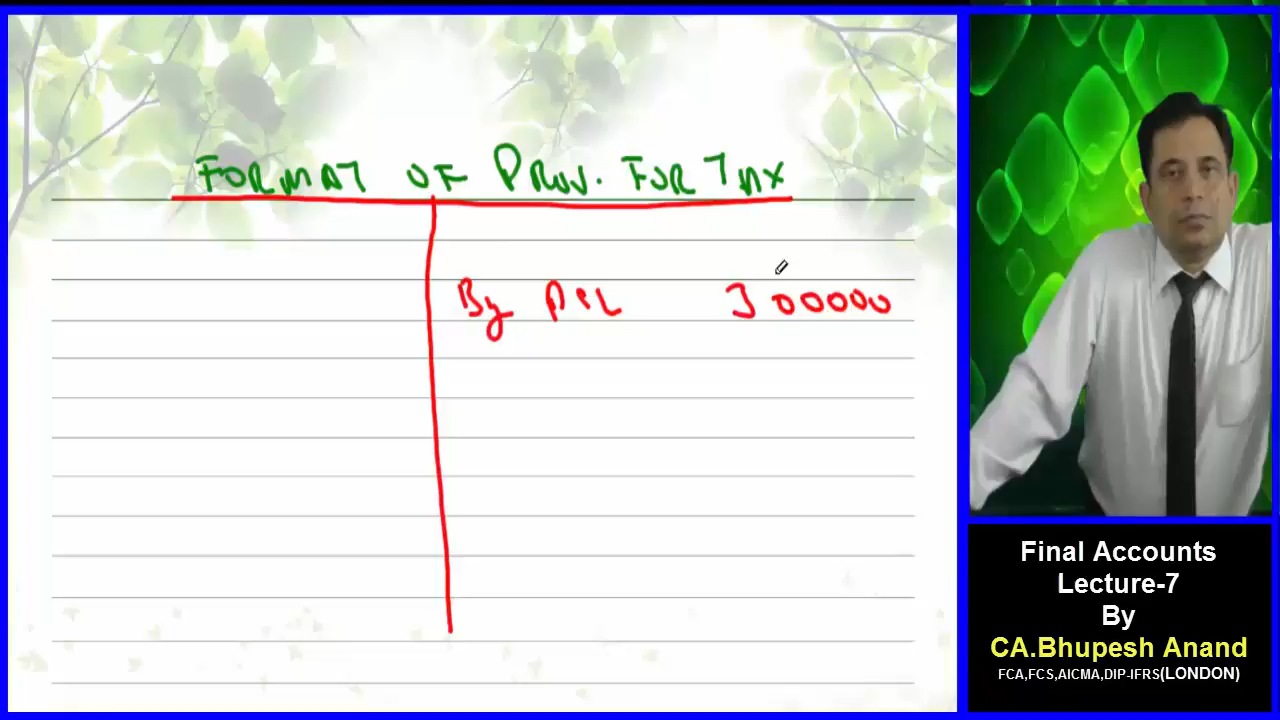 FORMAT OF PROV. FOR TAX
By P&L 300000
Final Accounts
Lecture-7
By
CA.Bhupesh Anand
FCA,FCS,AICMA,DIP-IFRS(LONDON)